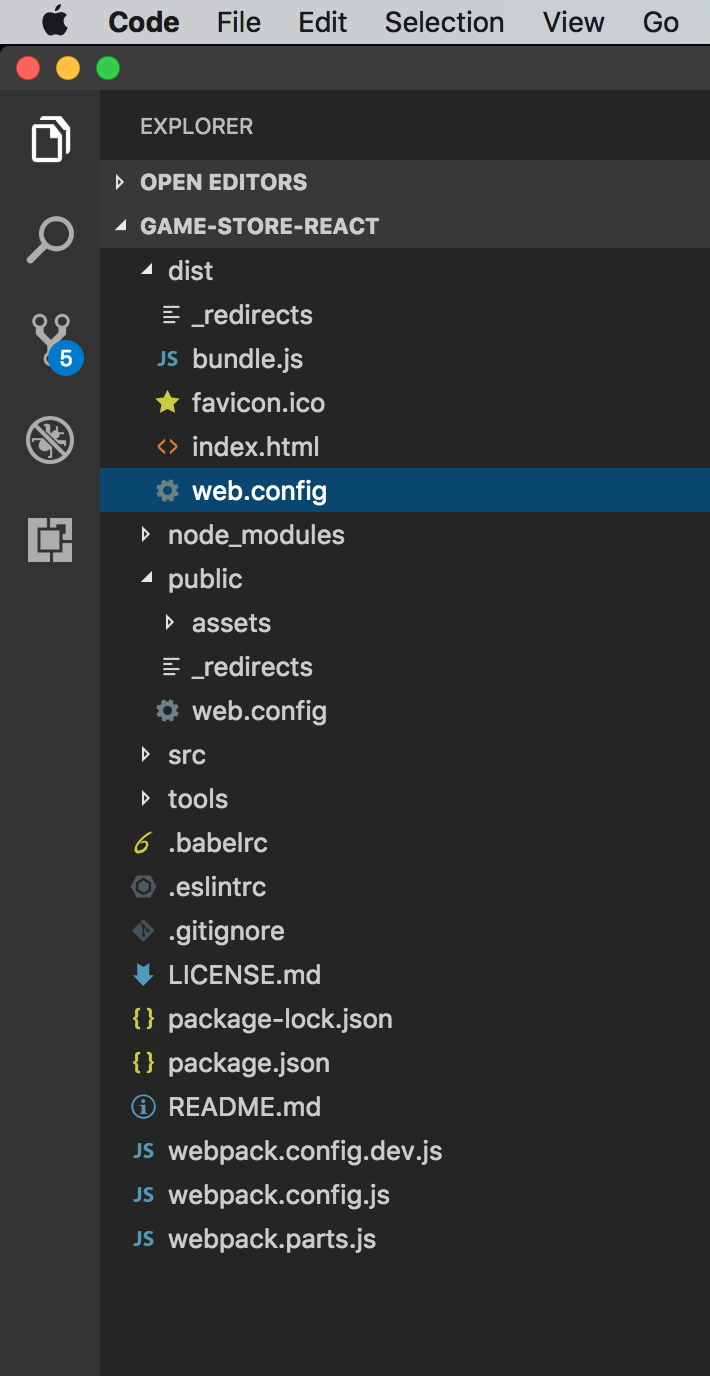 Code File Edit Selection View Go
EXPLORER
OPEN EDITORS
GAME-STORE-REACT
dist
_redirects
JS bundle.js
favicon.ico
<> index.html
5
web.config
node_modules
public
assets
_redirects
web.config
src
tools
6 .babelrc
.eslintrc
.gitignore
LICENSE.md
{ } package-lock.json
{ } package.json
i README.md
JS webpack.config.dev.js
JS webpack.config.js
JS webpack.parts.js